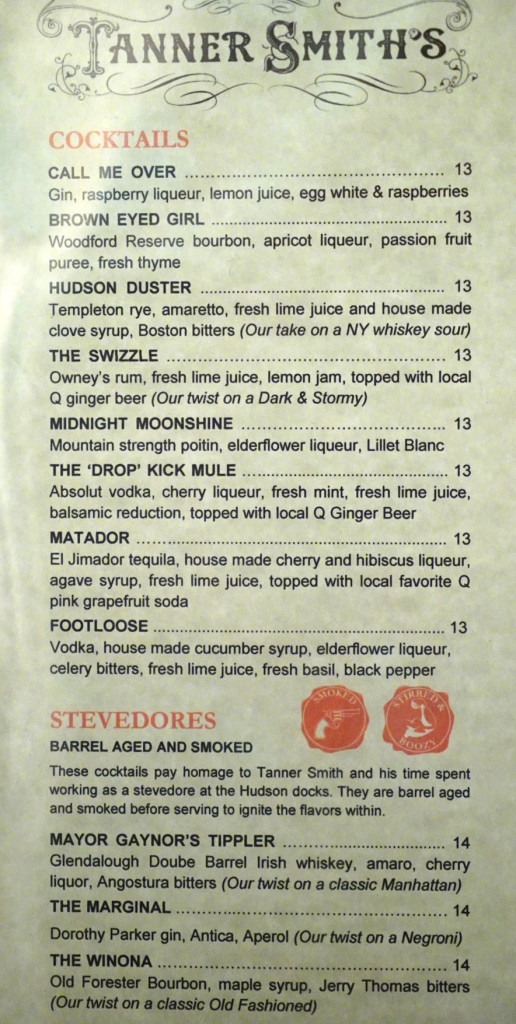 TANNER SMITH'S
COCKTAILS
CALL ME OVER ................................................ 13
Gin, raspberry liqueur, lemon juice, egg white & raspberries
BROWN EYED GIRL ............................................ 13
Woodford Reserve bourbon, apricot liqueur, passion fruit
puree, fresh thyme
HUDSON DUSTER .............................................. 13
Templeton rye, amaretto, fresh lime juice and house made
clove syrup, Boston bitters (Our take on a NY whiskey sour)
THE SWIZZLE .................................................... 13
Owney's rum, fresh lime juice, lemon jam, topped with local
Q ginger beer (Our twist on a Dark & Stormy)
MIDNIGHT MOONSHINE ...................................... 13
Mountain strength poitin, elderflower liqueur, Lillet Blanc
THE 'DROP' KICK MULE ...................................... 13
Absolut vodka, cherry liqueur, fresh mint, fresh lime juice,
balsamic reduction, topped with local Q Ginger Beer
MATADOR .......................................................... 13
El Jimador tequila, house made cherry and hibiscus liqueur,
agave syrup, fresh lime juice, topped with local favorite Q
pink grapefruit soda
FOOTLOOSE ...................................................... 13
Vodka, house made cucumber syrup, elderflower liqueur,
celery bitters, fresh lime juice, fresh basil, black pepper
SMOKED
STIRRED &
BOOZY
STEVEDORES
BARREL AGED AND SMOKED
These cocktails pay homage to Tanner Smith and his time spent
working as a stevedore at the Hudson docks. They are barrel aged
and smoked before serving to ignite the flavors within.
MAYOR GAYNOR'S TIPPLER ................................ 14
Glendalough Doube Barrel Irish whiskey, amaro, cherry
liquor, Angostura bitters (Our twist on a classic Manhattan)
THE MARGINAL .................................................. 14
Dorothy Parker gin, Antica, Aperol (Our twist on a Negroni)
THE WINONA ...................................................... 14
Old Forester Bourbon, maple syrup, Jerry Thomas bitters
(Our twist on a classic Old Fashioned)